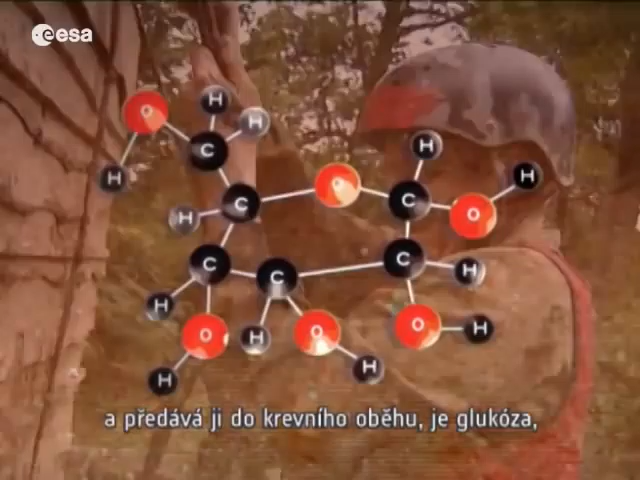 esa
O H H H
C
H C O C H
H C C C O H
H O H O O H
H H
a předává ji do krevního oběhu, je glukóza,